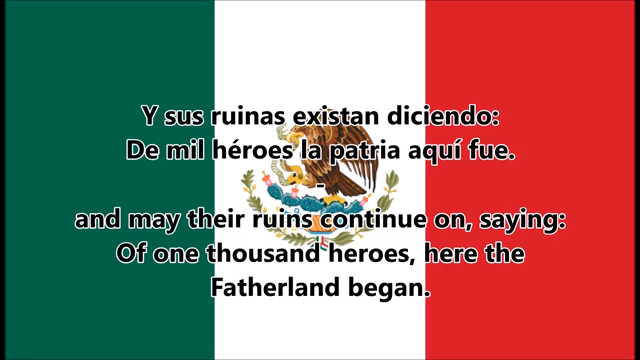 Y sus ruinas existan diciendo:
De mil héroes la patria aquí fue.
-
and may their ruins continue on, saying:
Of one thousand heroes, here the
Fatherland began.